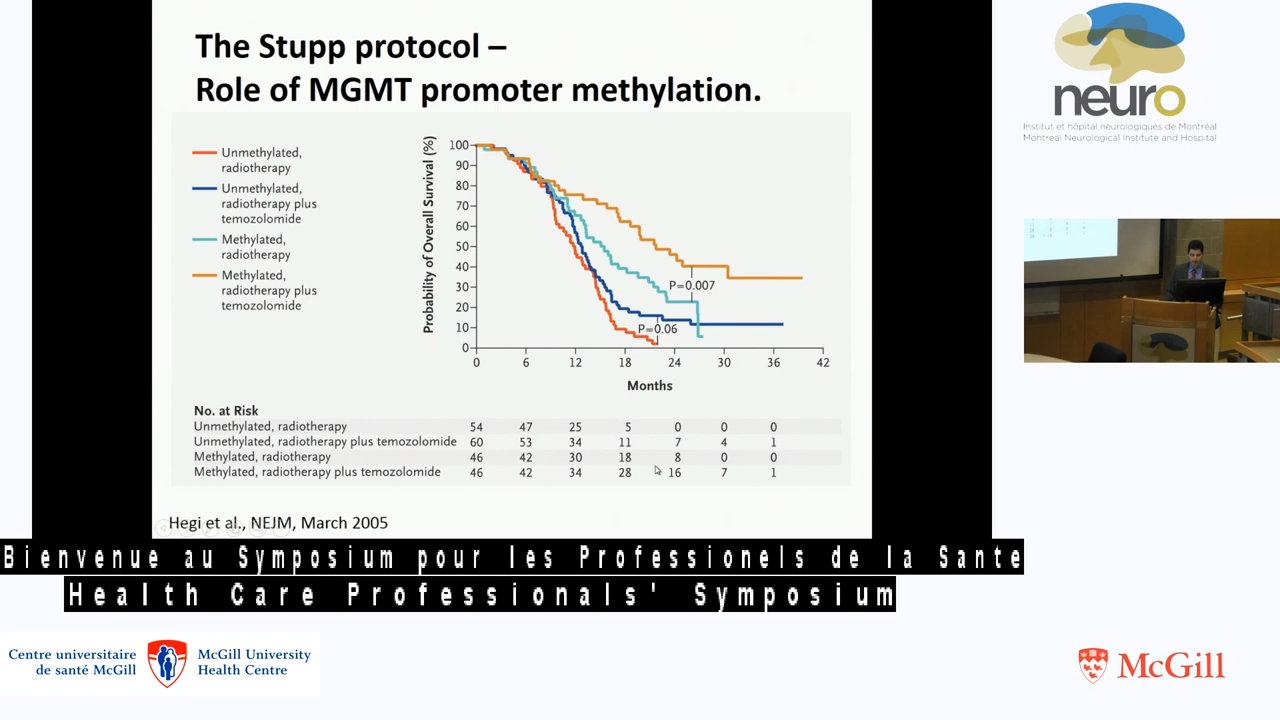 The Stupp protocol –
Role of MGMT promoter methylation.
Unmethylated,
radiotherapy
Unmethylated,
radiotherapy plus
temozolomide
Methylated,
radiotherapy
Methylated,
radiotherapy plus
temozolomide
Probability of Overall Survival (%)
100
90
80
70
60
50
40
30
20
10
0
P=0.007
P=0.06
0 6 12 18 24 30 36 42
Months
No. at Risk
Unmethylated, radiotherapy 54 47 25 5 0 0 0
Unmethylated, radiotherapy plus temozolomide 60 53 34 11 7 4 1
Methylated, radiotherapy 46 42 30 18 8 0 0
Methylated, radiotherapy plus temozolomide 46 42 34 28 16 7 1
Hegi et al., NEJM, March 2005
neuro
Institut et hôpital neurologiques de Montréal
Montreal Neurological Institute and Hospital
Bienvenue au Symposium pour les Professionels de la Sante
Health Care Professionals' Symposium
Centre universitaire
de santé McGill
McGill University
Health Centre
McGill